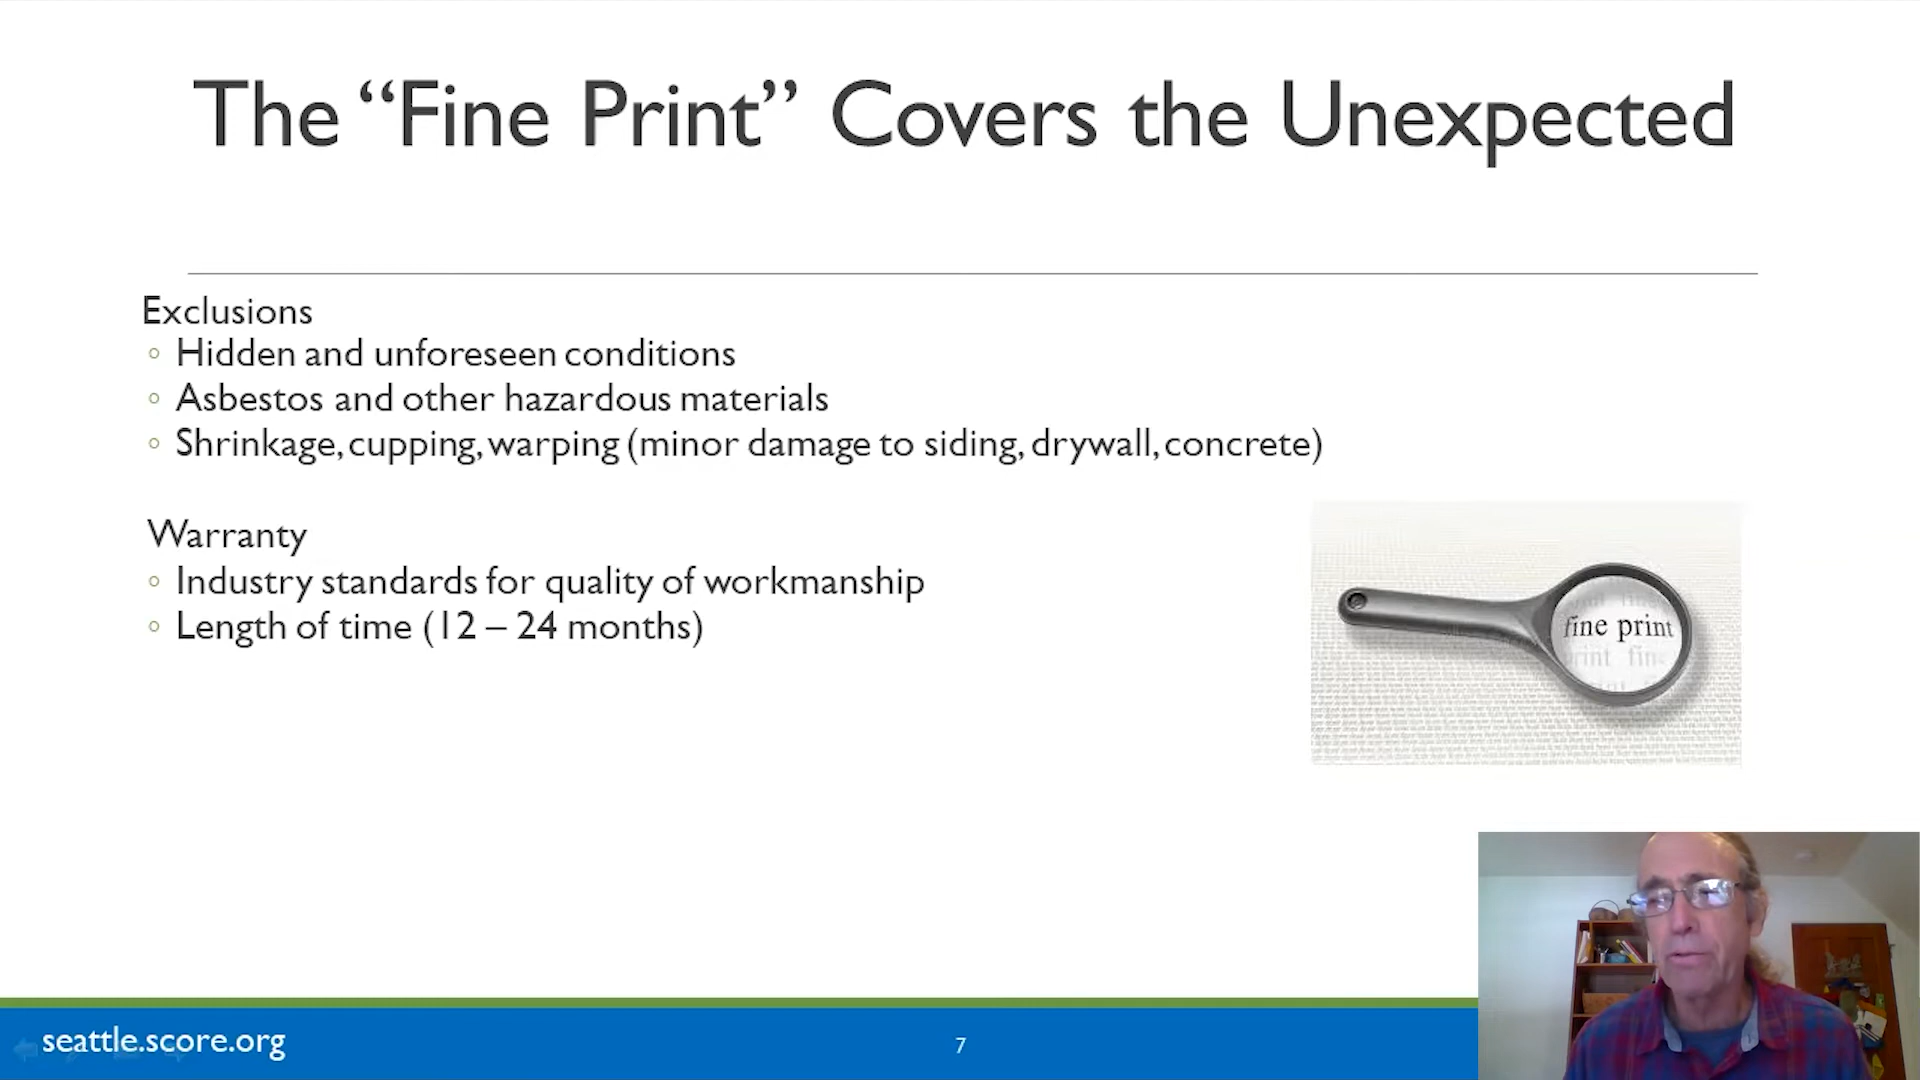 The “Fine Print” Covers the Unexpected
Exclusions
◦ Hidden and unforeseen conditions
◦ Asbestos and other hazardous materials
◦ Shrinkage, cupping, warping (minor damage to siding, drywall, concrete)
Warranty
◦ Industry standards for quality of workmanship
◦ Length of time (12 – 24 months)
fine print
print fine
seattle.score.org
7